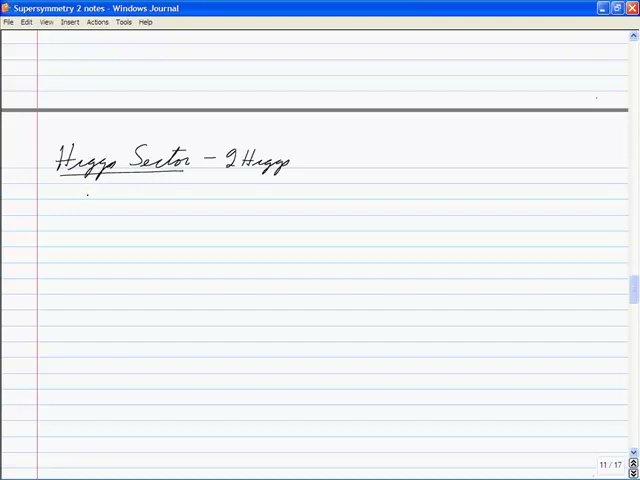 Supersymmetry 2 notes - Windows Journal
File Edit View Insert Actions Tools Help
Higgs Sector - 2 Higgs
11 / 17